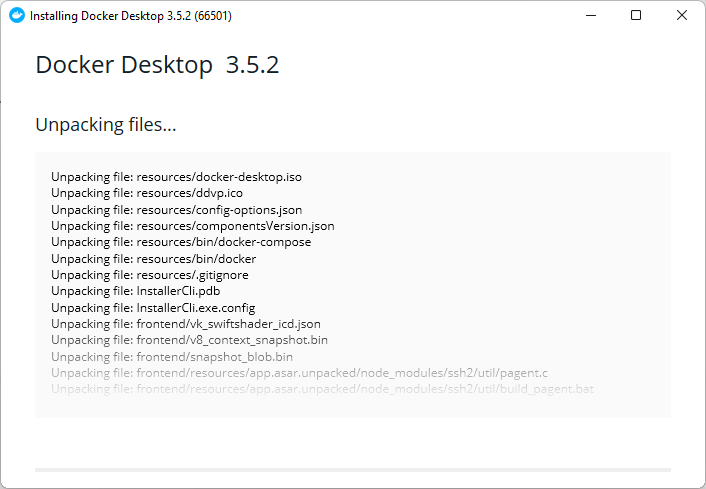 Installing Docker Desktop 3.5.2 (66501)
Docker Desktop 3.5.2
Unpacking files...
Unpacking file: resources/docker-desktop.iso
Unpacking file: resources/ddvp.ico
Unpacking file: resources/config-options.json
Unpacking file: resources/componentsVersion.json
Unpacking file: resources/bin/docker-compose
Unpacking file: resources/bin/docker
Unpacking file: resources/.gitignore
Unpacking file: InstallerCli.pdb
Unpacking file: InstallerCli.exe.config
Unpacking file: frontend/vk_swiftshader_icd.json
Unpacking file: frontend/v8_context_snapshot.bin
Unpacking file: frontend/snapshot_blob.bin
Unpacking file: frontend/resources/app.asar.unpacked/node_modules/ssh2/util/pagent.c
Unpacking file: frontend/resources/app.asar.unpacked/node_modules/ssh2/util/build_pagent.bat